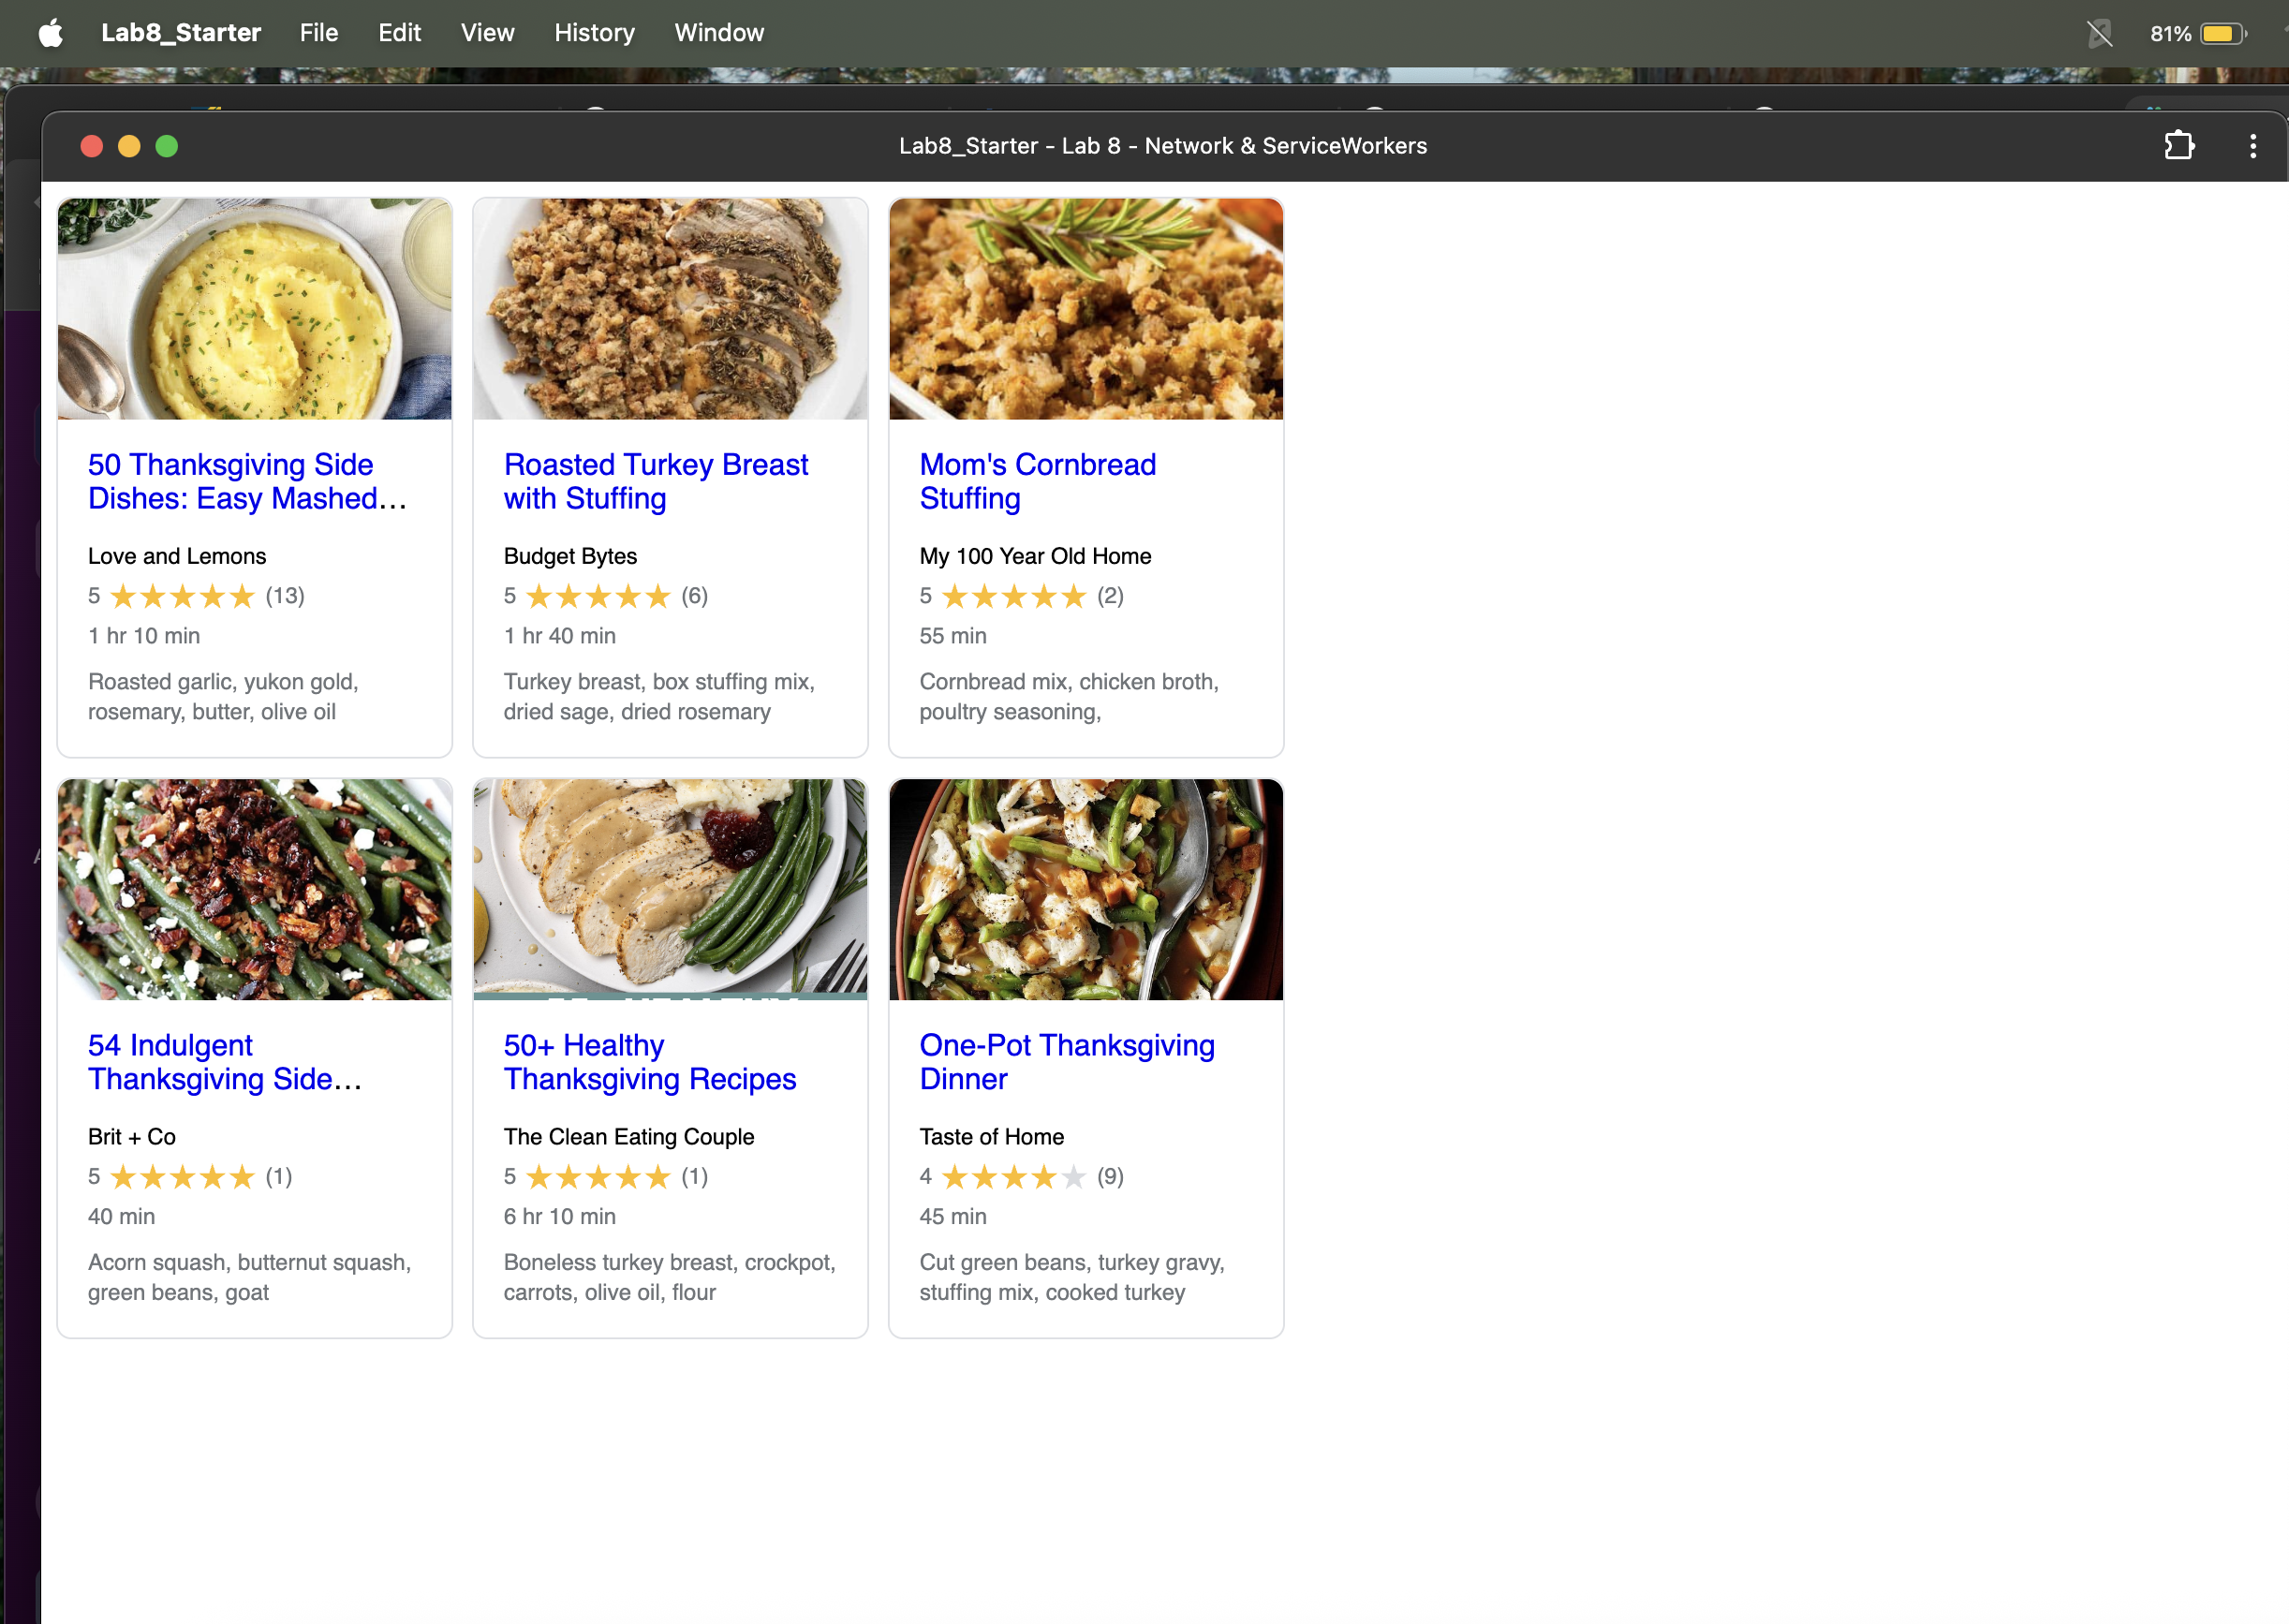 Lab8_Starter File Edit View History Window 81%
Lab8_Starter - Lab 8 - Network & ServiceWorkers
50 Thanksgiving Side
Dishes: Easy Mashed...
Love and Lemons
5 ★★★★★ (13)
1 hr 10 min
Roasted garlic, yukon gold,
rosemary, butter, olive oil
Roasted Turkey Breast
with Stuffing
Budget Bytes
5 ★★★★★ (6)
1 hr 40 min
Turkey breast, box stuffing mix,
dried sage, dried rosemary
Mom's Cornbread
Stuffing
My 100 Year Old Home
5 ★★★★★ (2)
55 min
Cornbread mix, chicken broth,
poultry seasoning,
54 Indulgent
Thanksgiving Side...
Brit + Co
5 ★★★★★ (1)
40 min
Acorn squash, butternut squash,
green beans, goat
50+ Healthy
Thanksgiving Recipes
The Clean Eating Couple
5 ★★★★★ (1)
6 hr 10 min
Boneless turkey breast, crockpot,
carrots, olive oil, flour
One-Pot Thanksgiving
Dinner
Taste of Home
4 ★★★★★ (9)
45 min
Cut green beans, turkey gravy,
stuffing mix, cooked turkey